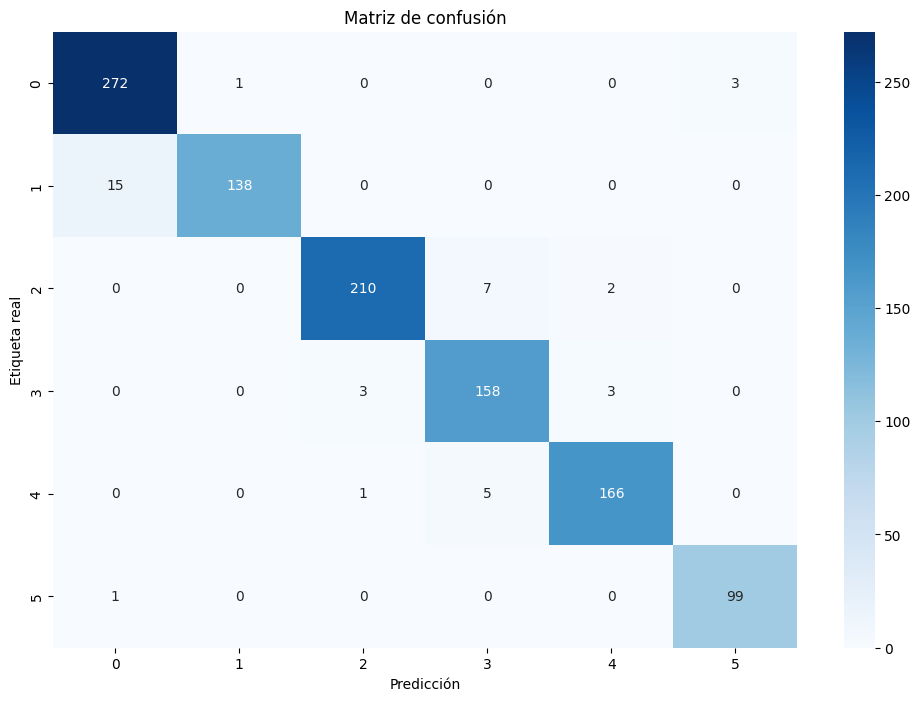 Matriz de confusión
0 272 1 0 0 0 3
1 15 138 0 0 0 0
2 0 0 210 7 2 0
3 0 0 3 158 3 0
4 0 0 1 5 166 0
5 1 0 0 0 0 99
0 1 2 3 4 5
Predicción
Etiqueta real
250
200
150
100
50
0